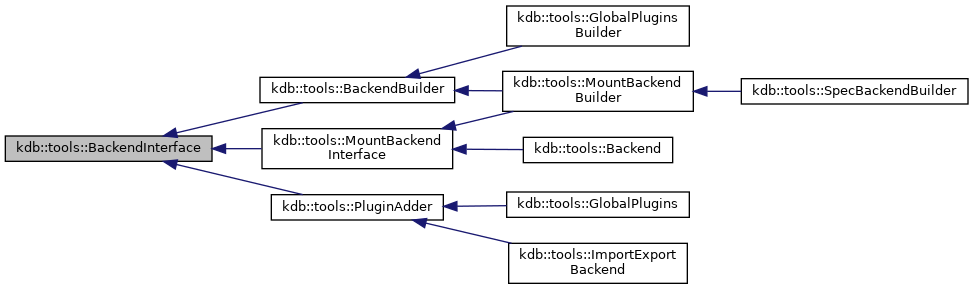 kdb::tools::GlobalPlugins
Builder
kdb::tools::BackendBuilder
kdb::tools::MountBackend
Builder
kdb::tools::SpecBackendBuilder
kdb::tools::BackendInterface
kdb::tools::MountBackend
Interface
kdb::tools::Backend
kdb::tools::PluginAdder
kdb::tools::GlobalPlugins
kdb::tools::ImportExport
Backend